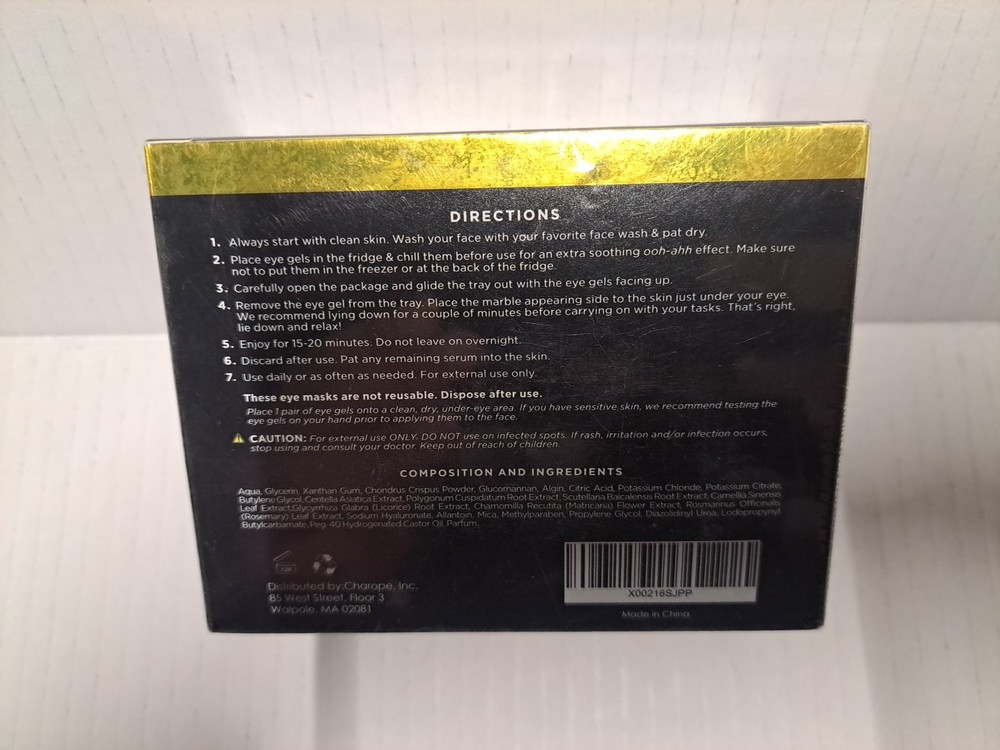 DIRECTIONS
1. Always start with clean skin. Wash your face with your favorite face wash & pat dry.
2. Place eye gels in the fridge & chill them before use for an extra soothing ooh-ahh effect. Make sure
not to put them in the freezer or at the back of the fridge.
3. Carefully open the package and glide the tray out with the eye gels facing up.
4. Remove the eye gel from the tray. Place the marble appearing side to the skin just under your eye.
We recommend lying down for a couple of minutes before carrying on with your tasks. That's right,
lie down and relax!
5. Enjoy for 15-20 minutes. Do not leave on overnight.
6. Discard after use. Pat any remaining serum into the skin.
7. Use daily or as often as needed. For external use only.
These eye masks are not reusable. Dispose after use.
Place 1 pair of eye gels onto a clean, dry, under-eye area. If you have sensitive skin, we recommend testing the
eye gels on your hand prior to applying them to the face.
CAUTION: For external use ONLY. DO NOT use on infected spots. If rash, irritation and/or infection occurs,
stop using and consult your doctor. Keep out of reach of children.
COMPOSITION AND INGREDIENTS
Aqua, Glycerin, Xanthan Gum, Chondrus Crispus Powder, Glucomannan, Algin, Citric Acid, Potassium Chloride, Potassium Citrate,
Butylene Glycol, Centella Asiatica Extract, Polygonum Cuspidatum Root Extract, Scutellaria Baicalensis Root Extract, Camellia Sinensis
Leaf Extract,Glycyrrhiza Glabra (Licorice) Root Extract, Chamomilla Recutita (Matricaria) Flower Extract, Rosmarinus Officinalis
(Rosemary) Leaf Extract, Sodium Hyaluronate, Allantoin, Mica, Methylparaben, Propylene Glycol, Diazolidinyl Urea, Lodopropynyl
Butylcarbamate, Peg-40 Hydrogenated Castor Oil, Parfum.
Distributed by Charope, Inc.
85 West Street, Floor 3
Walpole, MA 02081
X00216SJPP
Made in China